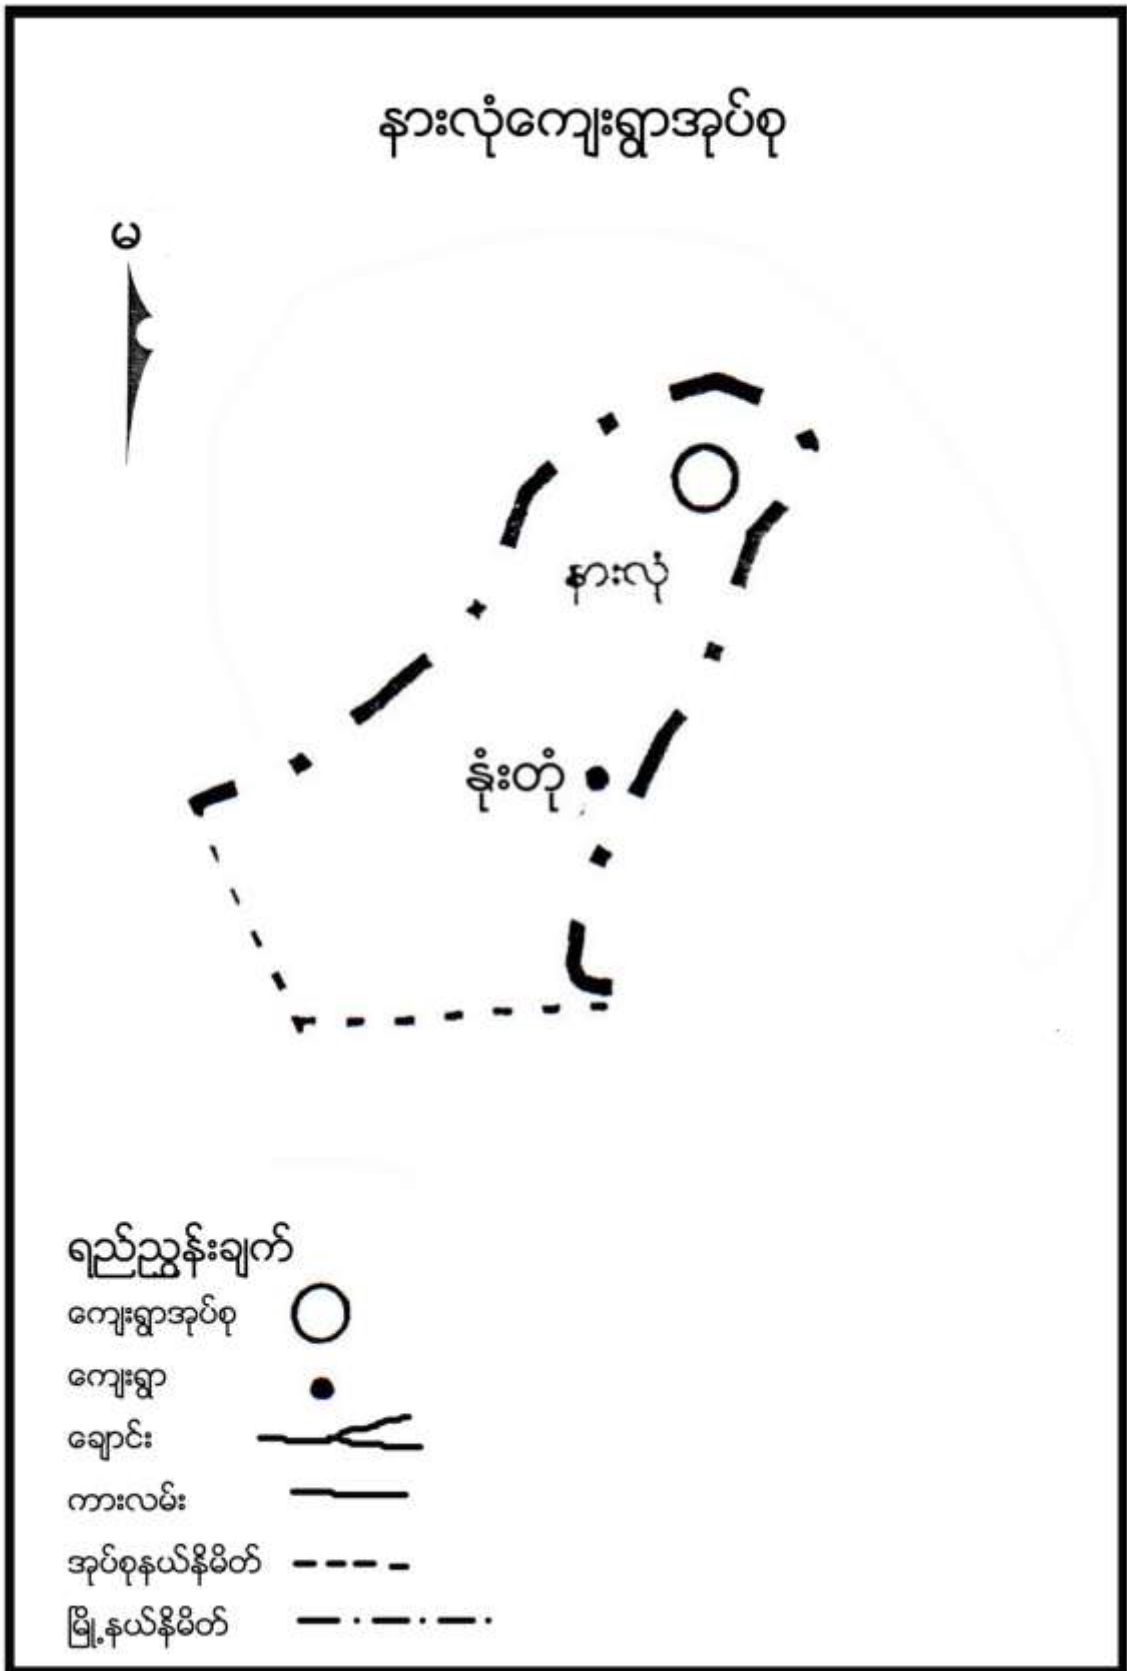 နားလုံကျေးရွာအုပ်စု
မ
နားလုံ
နုံးတုံ
ရည်ညွှန်းချက်
ကျေးရွာအုပ်စု
ကျေးရွာ
ချောင်း
ကားလမ်း
အုပ်စုနယ်နိမိတ်
မြို့နယ်နိမိတ်